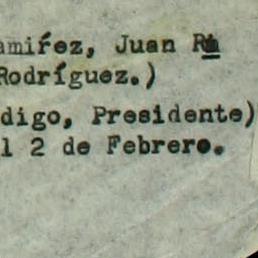 amírez, Juan Ra
Rodríguez.)
digo, Presidente)
l 2 de Febrero.